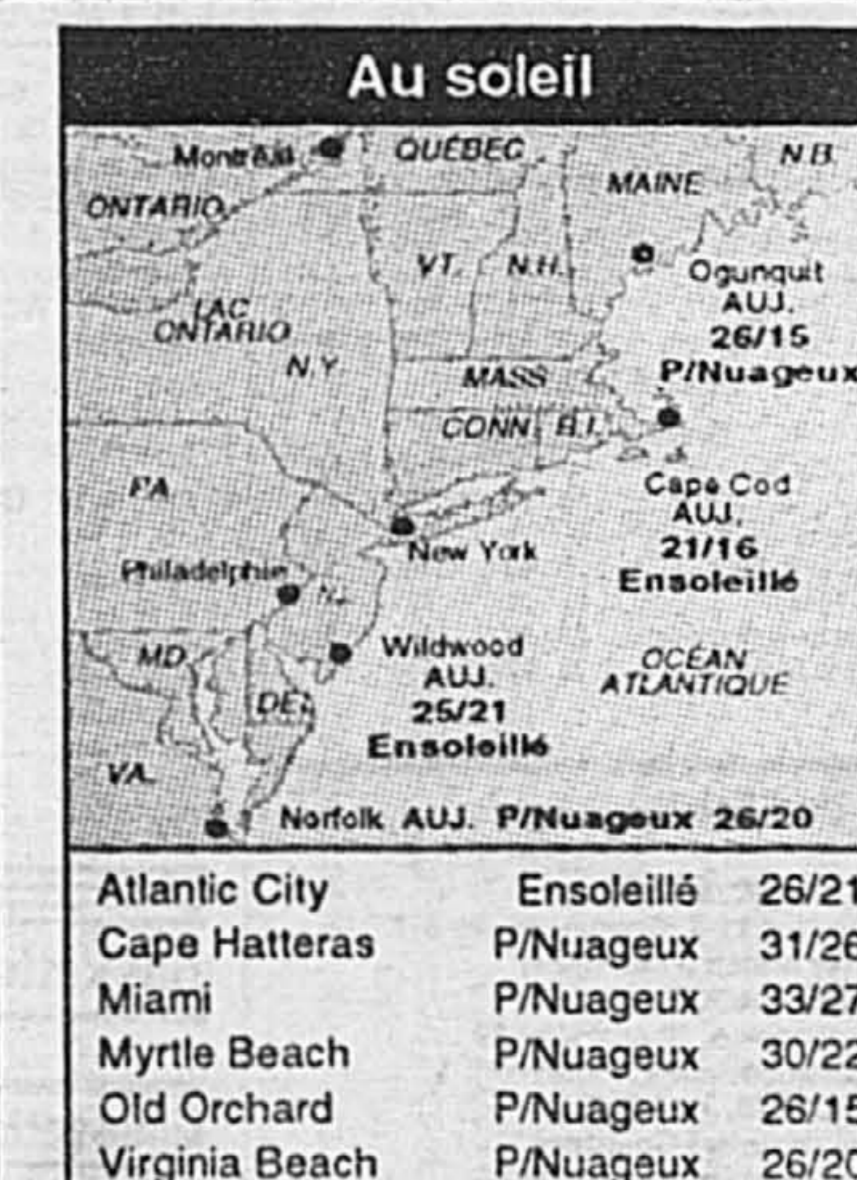 Au soleil
Montréal
QUÉBEC
N.B.
MAINE
ONTARIO
VT.
N.H.
Ogunquit
AUJ.
26/15
P/Nuageux
LAC
ONTARIO
N.Y
MASS
CONN. R.I.
PA
Cape Cod
AUJ.
21/16
Ensoleillé
New York
Philadelphie
N.J.
MD
Wildwood
AUJ.
25/21
Ensoleillé
OCÉAN
ATLANTIQUE
DEL
VA.
Norfolk AUJ. P/Nuageux 26/20
Atlantic City Ensoleillé 26/21
Cape Hatteras P/Nuageux 31/26
Miami P/Nuageux 33/27
Myrtle Beach P/Nuageux 30/22
Old Orchard P/Nuageux 26/15
Virginia Beach P/Nuageux 26/20